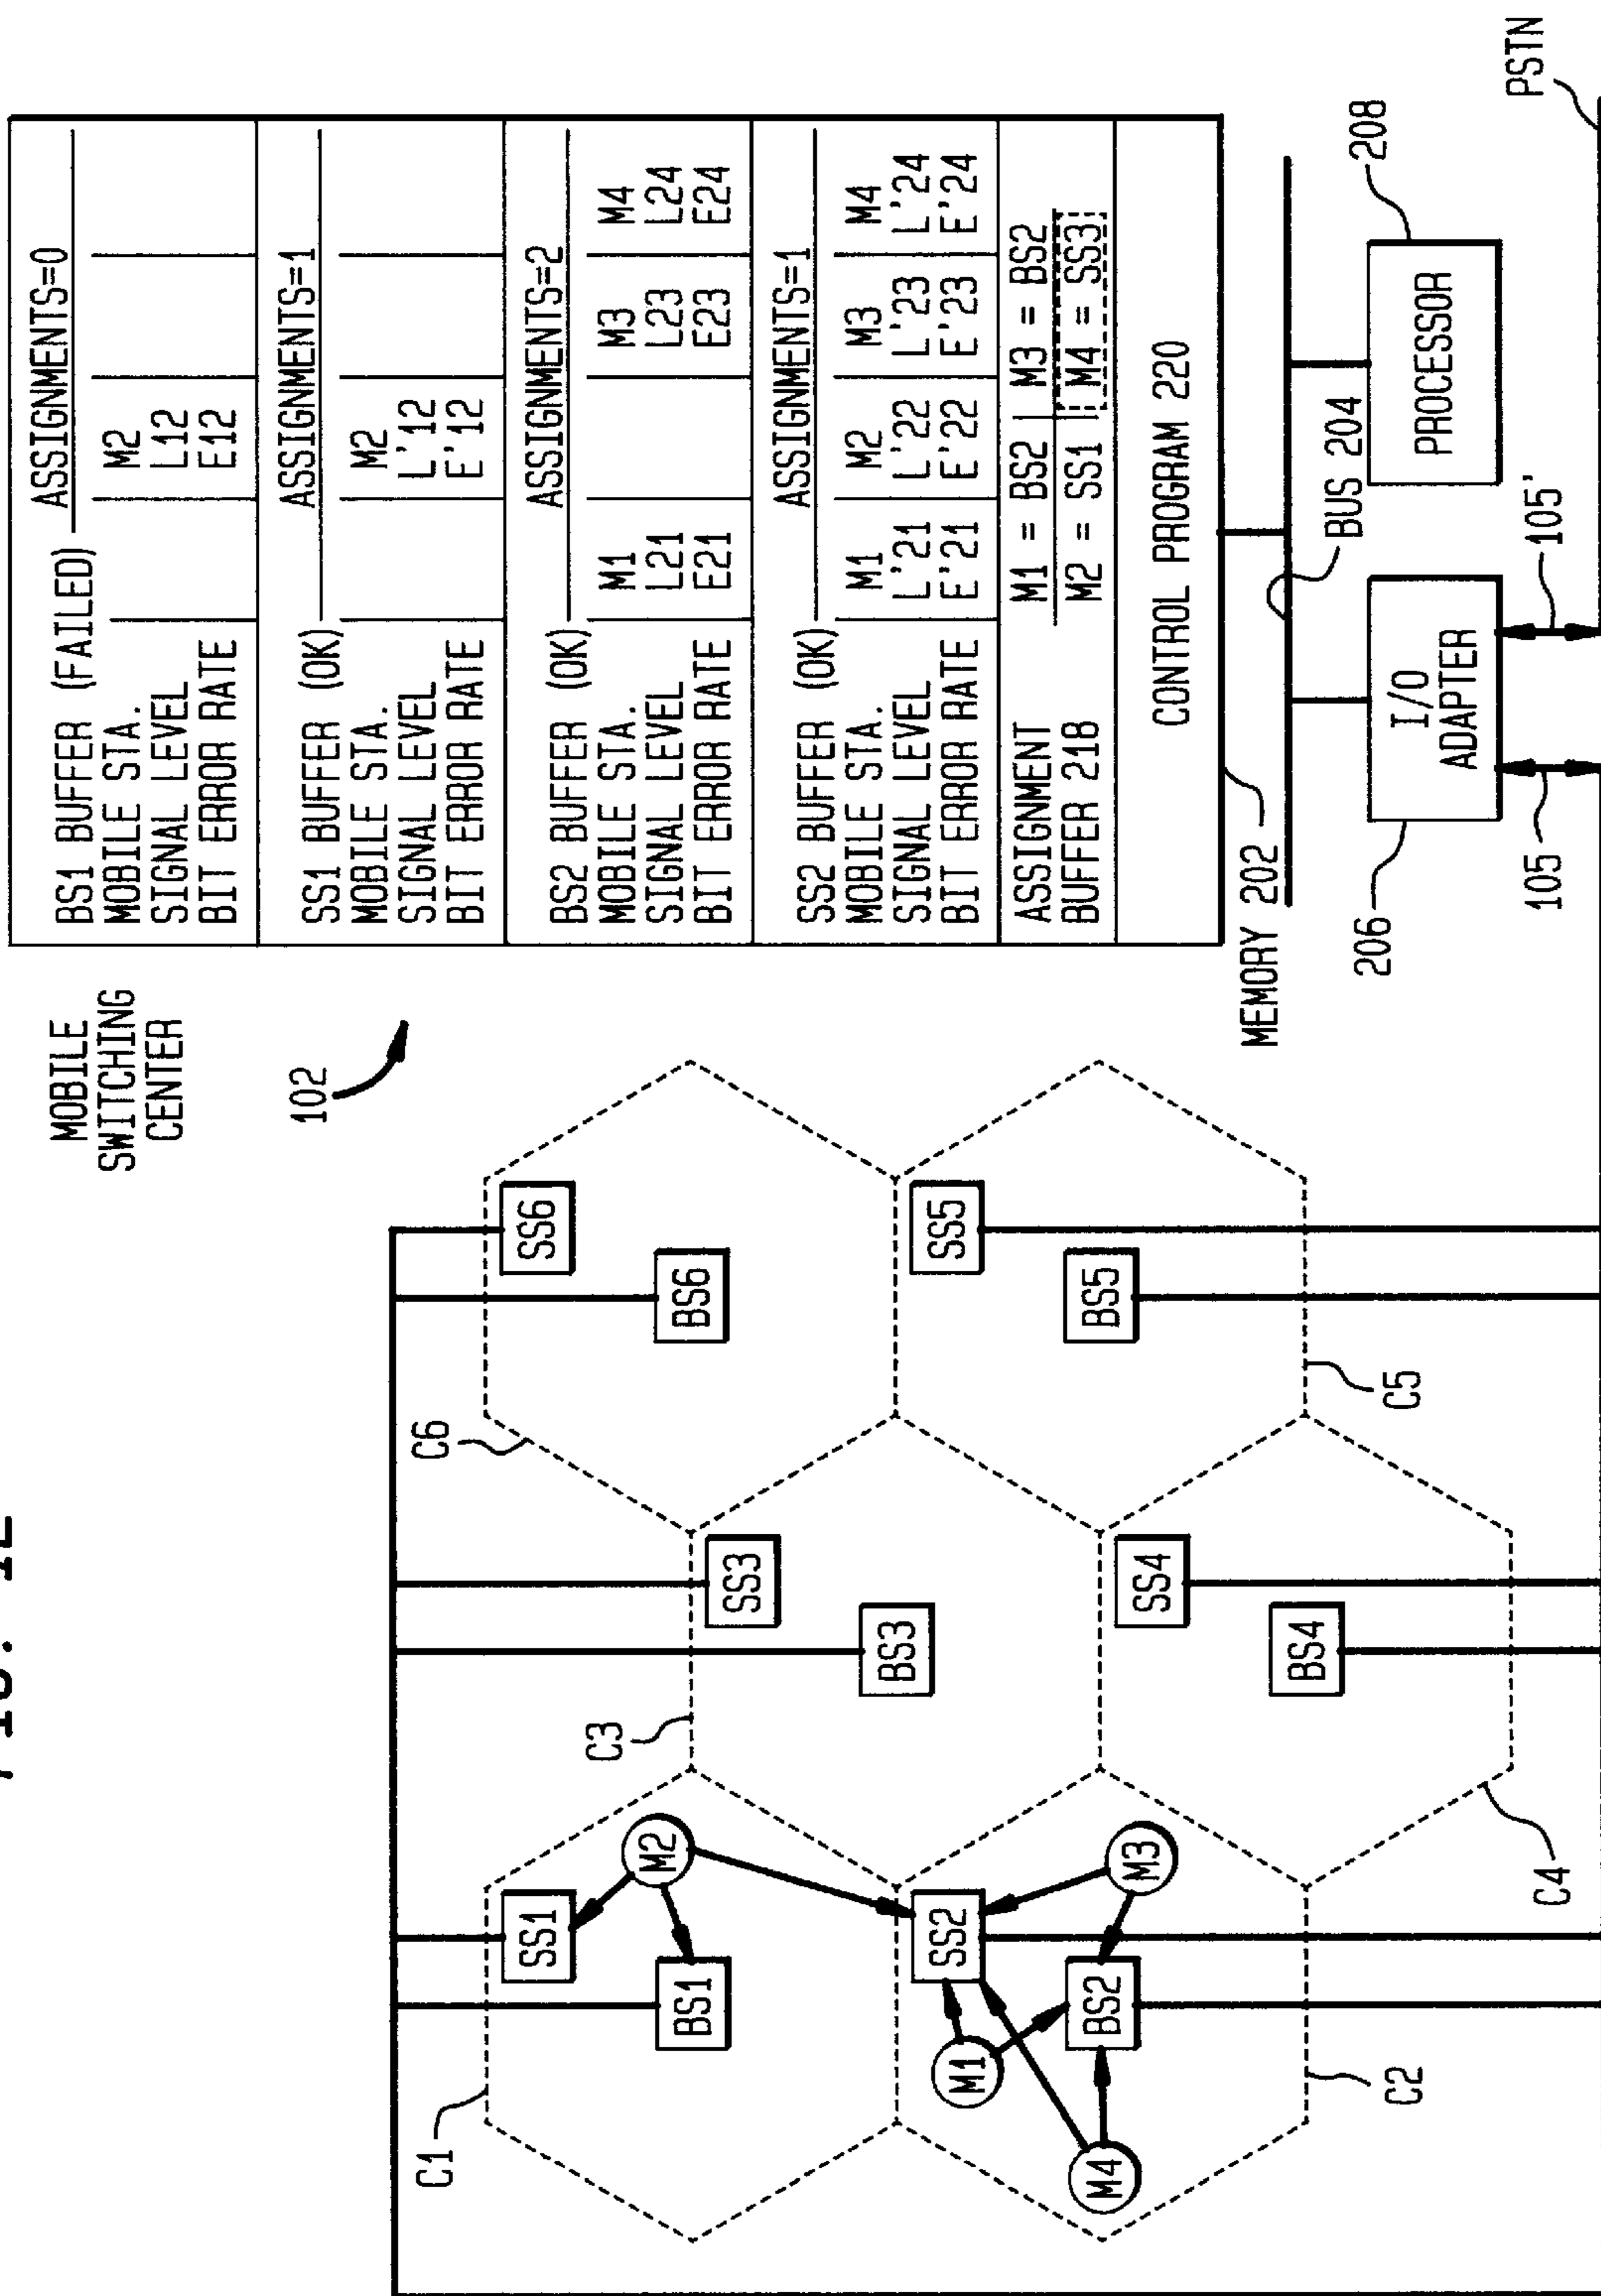 FIG. 1E
MOBILE
SWITCHING
CENTER
102
BS1 BUFFER (FAILED) ASSIGNMENTS=0
MOBILE STA. M2
SIGNAL LEVEL L12
BIT ERROR RATE E12
SS1 BUFFER (OK) ASSIGNMENTS=1
MOBILE STA. M2
SIGNAL LEVEL L'12
BIT ERROR RATE E'12
BS2 BUFFER (OK) ASSIGNMENTS=2
MOBILE STA. M1 M3 M4
SIGNAL LEVEL L21 L23 L24
BIT ERROR RATE E21 E23 E24
SS2 BUFFER (OK) ASSIGNMENTS=1
MOBILE STA. M1 M2 M3 M4
SIGNAL LEVEL L'21 L'22 L'23 L'24
BIT ERROR RATE E'21 E'22 E'23 E'24
ASSIGNMENT M1 = BS2 M3 = BS2
BUFFER 218 M2 = SS1 M4 = SS3
CONTROL PROGRAM 220
MEMORY 202
BUS 204
206
I/O
ADAPTER
PROCESSOR
208
105
105'
PSTN
C1
SS1
BS1
M2
C6
SS6
BS6
C3
SS3
BS3
SS2
BS2
M1
M3
M4
C2
SS5
BS5
C5
SS4
BS4
C4